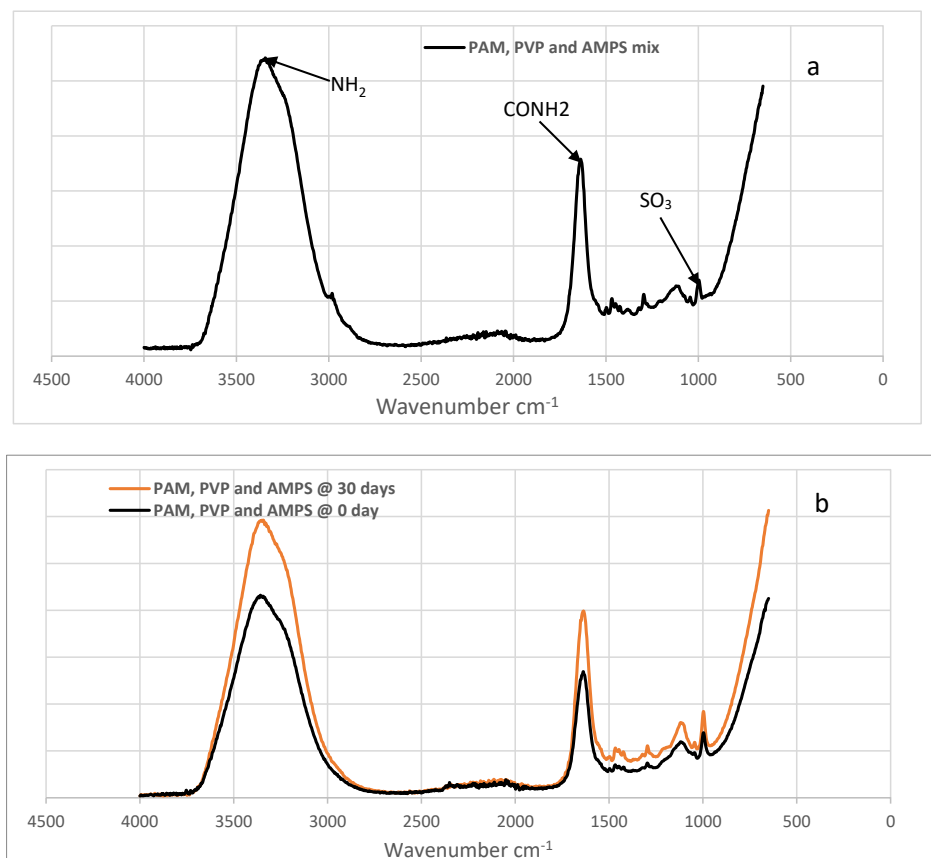 PAM, PVP and AMPS mix
a
NH₂
CONH2
SO₃
4500 4000 3500 3000 2500 2000 1500 1000 500 0
Wavenumber cm⁻¹
PAM, PVP and AMPS @ 30 days
b
PAM, PVP and AMPS @ 0 day
4500 4000 3500 3000 2500 2000 1500 1000 500 0
Wavenumber cm⁻¹